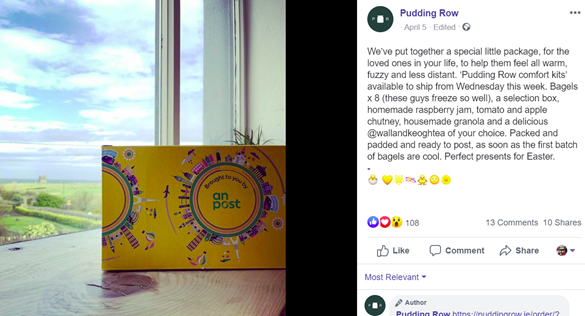 Brought to you by
an
post
P R
Pudding Row
· April 5 · Edited ·
We've put together a special little package, for the
loved ones in your life, to help them feel all warm,
fuzzy and less distant. 'Pudding Row comfort kits'
available to ship from Wednesday this week. Bagels
x 8 (these guys freeze so well), a selection box,
homemade raspberry jam, tomato and apple
chutney, housemade granola and a delicious
@wallandkeoghtea of your choice. Packed and
padded and ready to post, as soon as the first batch
of bagels are cool. Perfect presents for Easter.
-
108
13 Comments 10 Shares
Like Comment Share
Most Relevant
Author
Pudding Row https://puddingrow.ie/order/?